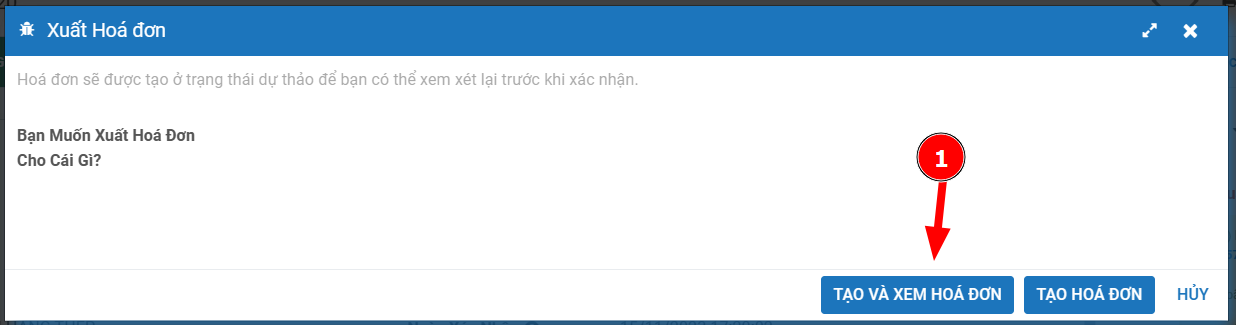 Xuất Hoá đơn
Hoá đơn sẽ được tạo ở trạng thái dự thảo để bạn có thể xem xét lại trước khi xác nhận.
Bạn Muốn Xuất Hoá Đơn
Cho Cái Gì?
1
TẠO VÀ XEM HOÁ ĐƠN TẠO HOÁ ĐƠN HỦY